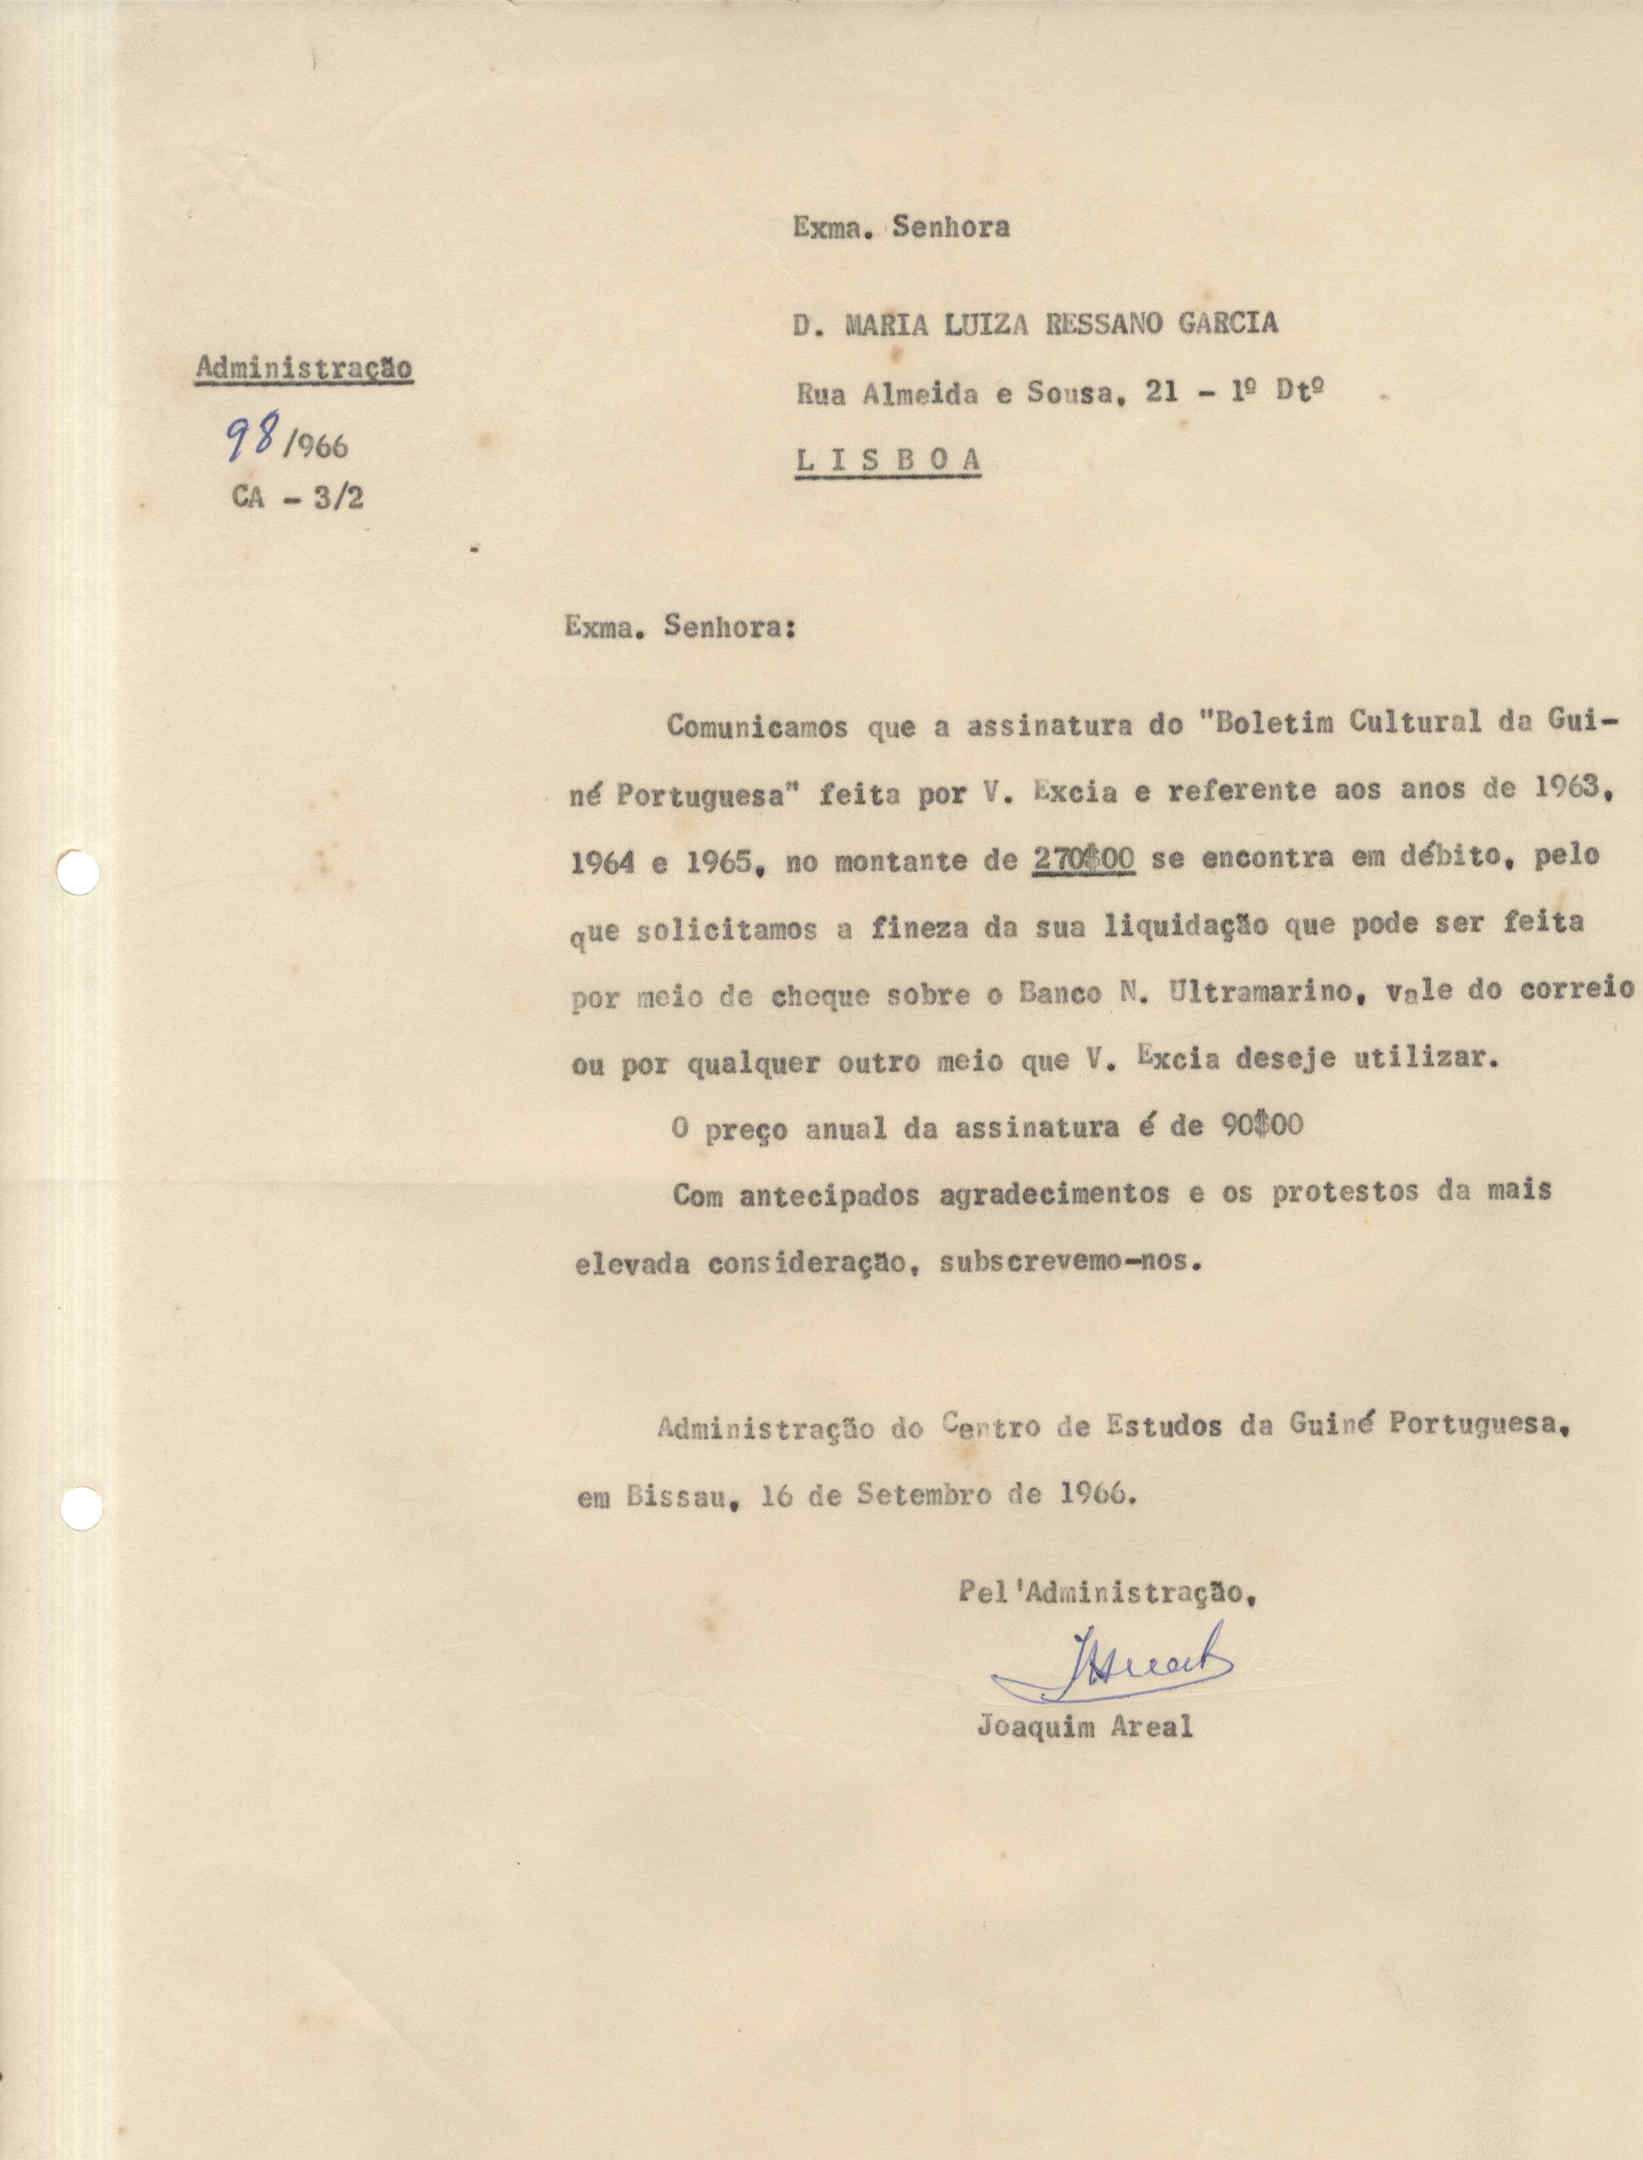 Exma. Senhora
D. MARIA LUIZA RESSANO GARCIA
Administração
Rua Almeida e Sousa, 21 - 1º Dtº
98/966
LISBOA
CA - 3/2
Exma. Senhora:
Comunicamos que a assinatura do "Boletim Cultural da Gui-
né Portuguesa" feita por V. Excia e referente aos anos de 1963,
1964 e 1965, no montante de 270$00 se encontra em débito, pelo
que solicitamos a fineza da sua liquidação que pode ser feita
por meio de cheque sobre o Banco N. Ultramarino, vale do correio
ou por qualquer outro meio que V. Excia deseje utilizar.
O preço anual da assinatura é de 90$00
Com antecipados agradecimentos e os protestos da mais
elevada consideração, subscrevemo-nos.
Administração do Centro de Estudos da Guiné Portuguesa,
em Bissau, 16 de Setembro de 1966.
Pel'Administração,
JAreal
Joaquim Areal